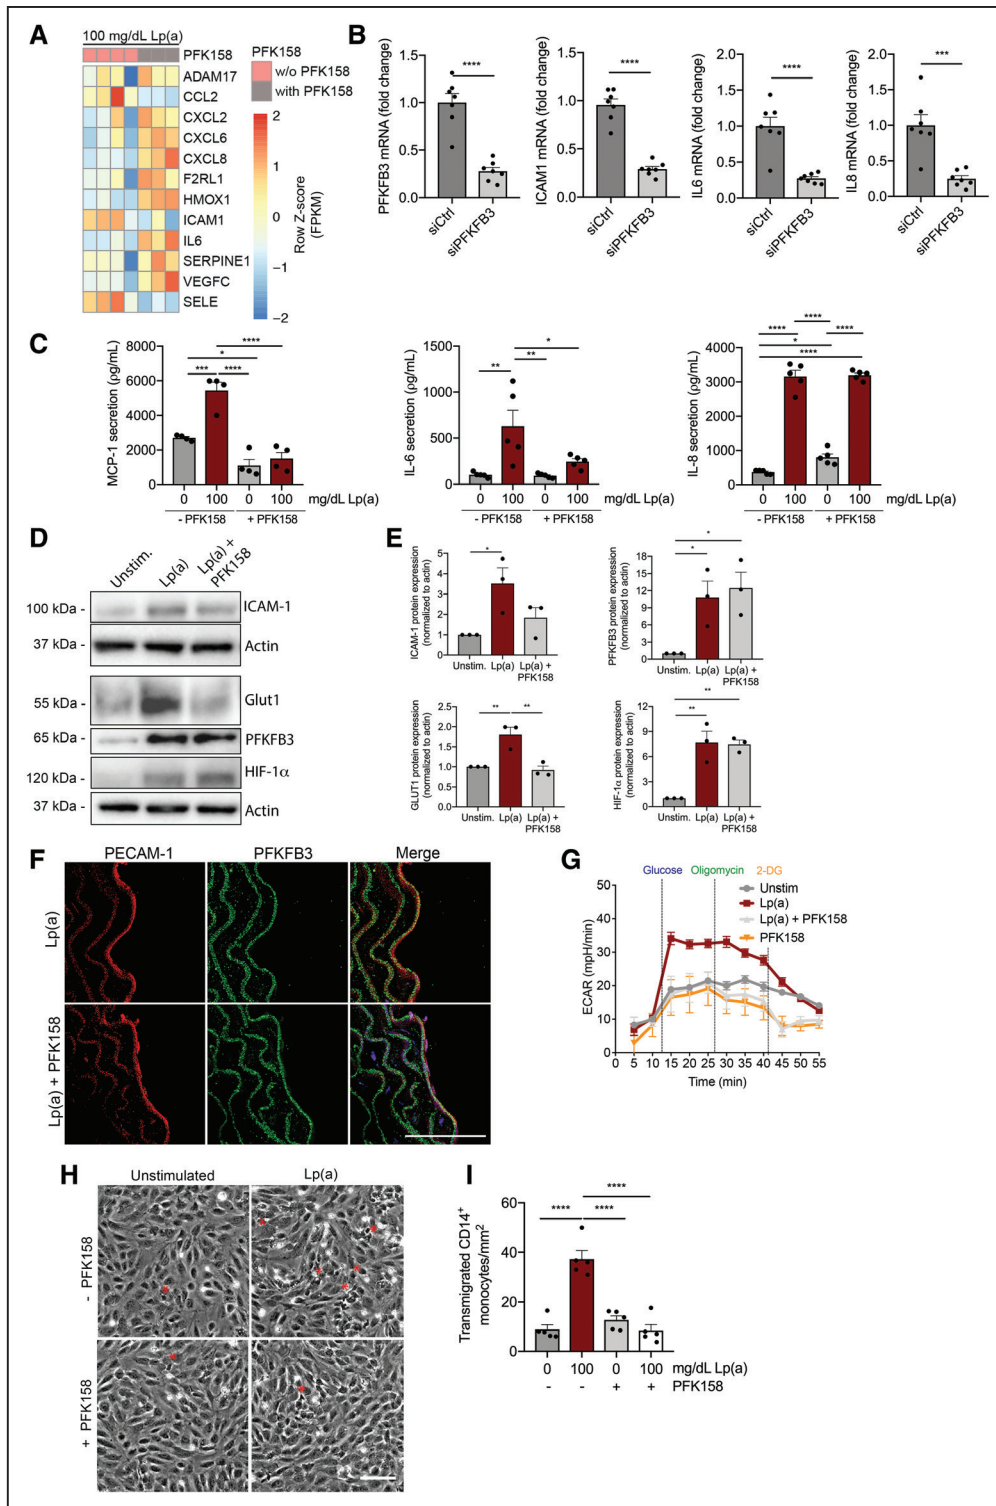 A
100 mg/dL Lp(a)
PFK158
ADAM17
CCL2
CXCL2
CXCL6
CXCL8
F2RL1
HMOX1
ICAM1
IL6
SERPINE1
VEGFC
SELE
PFK158
w/o PFK158
with PFK158
2
1
0
−1
−2
Row Z-score
(FPKM)
B
PFKFB3 mRNA (fold change)
1.5
1.0
0.5
0.0
****
siCtrl
siPFKFB3
ICAM1 mRNA (fold change)
1.5
1.0
0.5
0.0
****
siCtrl
siPFKFB3
IL6 mRNA (fold change)
2.0
1.5
1.0
0.5
0.0
****
siCtrl
siPFKFB3
IL8 mRNA (fold change)
2.0
1.5
1.0
0.5
0.0
***
siCtrl
siPFKFB3
C
MCP-1 secretion (ρg/mL)
8000
6000
4000
2000
0
****
*
*** ****
0 100 0 100 mg/dL Lp(a)
- PFK158 + PFK158
IL-6 secretion (ρg/mL)
1500
1000
500
0
*
** **
0 100 0 100 mg/dL Lp(a)
- PFK158 + PFK158
IL-8 secretion (ρg/mL)
4000
3000
2000
1000
0
****
**** ****
*
****
0 100 0 100 mg/dL Lp(a)
- PFK158 + PFK158
D
Unstim.
Lp(a)
Lp(a) +
PFK158
100 kDa - ICAM-1
37 kDa - Actin
55 kDa - Glut1
65 kDa - PFKFB3
120 kDa - HIF-1α
37 kDa - Actin
E
ICAM-1 protein expression
(normalized to actin)
5
4
3
2
1
0
*
Unstim. Lp(a) Lp(a) +
PFK158
PFKFB3 protein expression
(normalized to actin)
18
15
12
9
6
3
0
*
*
Unstim. Lp(a) Lp(a) +
PFK158
GLUT1 protein expression
(normalized to actin)
2.5
2.0
1.5
1.0
0.5
0.0
** **
Unstim. Lp(a) Lp(a) +
PFK158
HIF-1α protein expression
(normalized to actin)
12
9
6
3
0
**
**
Unstim. Lp(a) Lp(a) +
PFK158
F
PECAM-1 PFKFB3 Merge
Lp(a)
Lp(a) + PFK158
G
Glucose Oligomycin 2-DG
ECAR (mpH/min)
50
40
30
20
10
0
Unstim
Lp(a)
Lp(a) + PFK158
PFK158
5 10 15 20 25 30 35 40 45 50 55
Time (min)
H
Unstimulated Lp(a)
- PFK158
+ PFK158
I
Transmigrated CD14+
monocytes/mm²
60
40
20
0
****
**** ****
0 100 0 100 mg/dL Lp(a)
- - + + PFK158